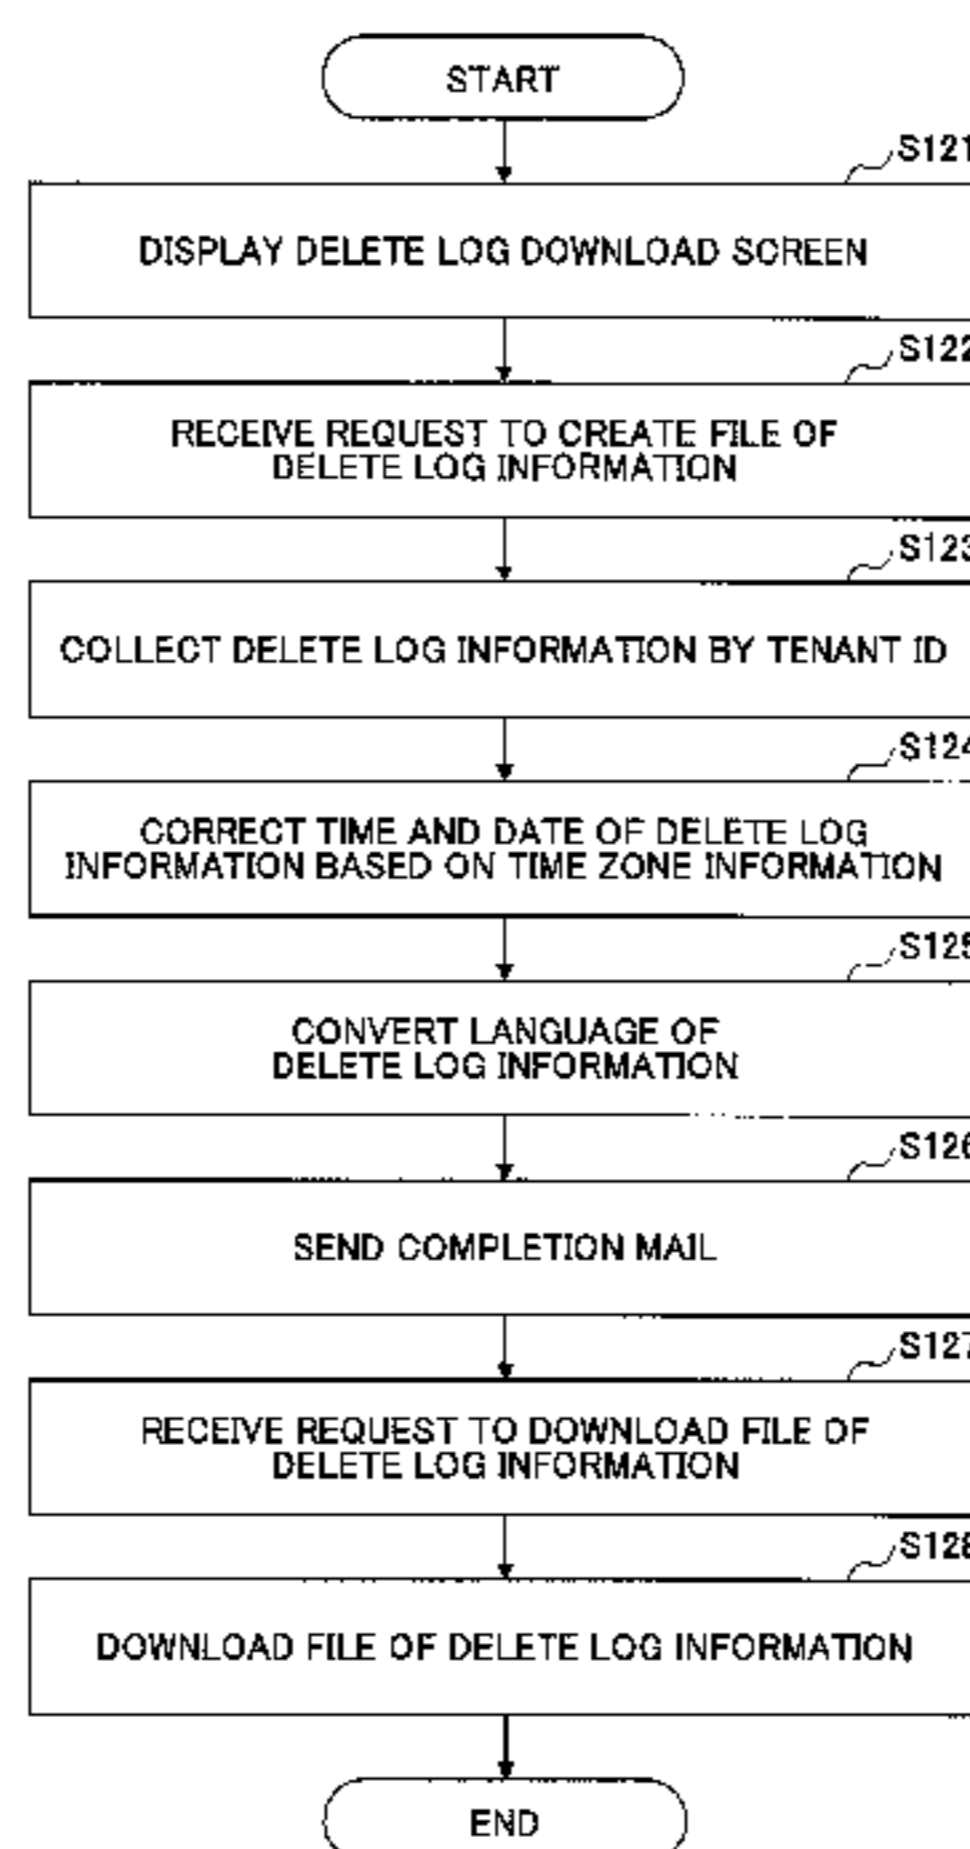 START
S121
DISPLAY DELETE LOG DOWNLOAD SCREEN
S122
RECEIVE REQUEST TO CREATE FILE OF
DELETE LOG INFORMATION
S123
COLLECT DELETE LOG INFORMATION BY TENANT ID
S124
CORRECT TIME AND DATE OF DELETE LOG
INFORMATION BASED ON TIME ZONE INFORMATION
S125
CONVERT LANGUAGE OF
DELETE LOG INFORMATION
S126
SEND COMPLETION MAIL
S127
RECEIVE REQUEST TO DOWNLOAD FILE OF
DELETE LOG INFORMATION
S128
DOWNLOAD FILE OF DELETE LOG INFORMATION
END